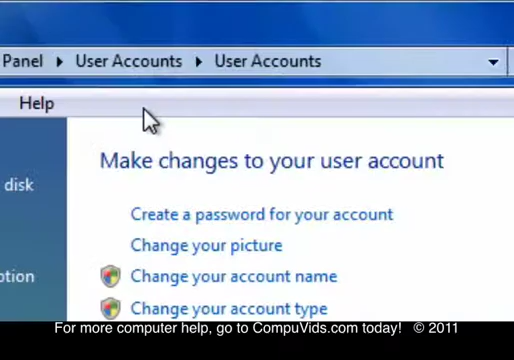 Panel ▸ User Accounts ▸ User Accounts
Help
Make changes to your user account
disk
Create a password for your account
Change your picture
ption
Change your account name
Change your account type
For more computer help, go to CompuVids.com today! © 2011